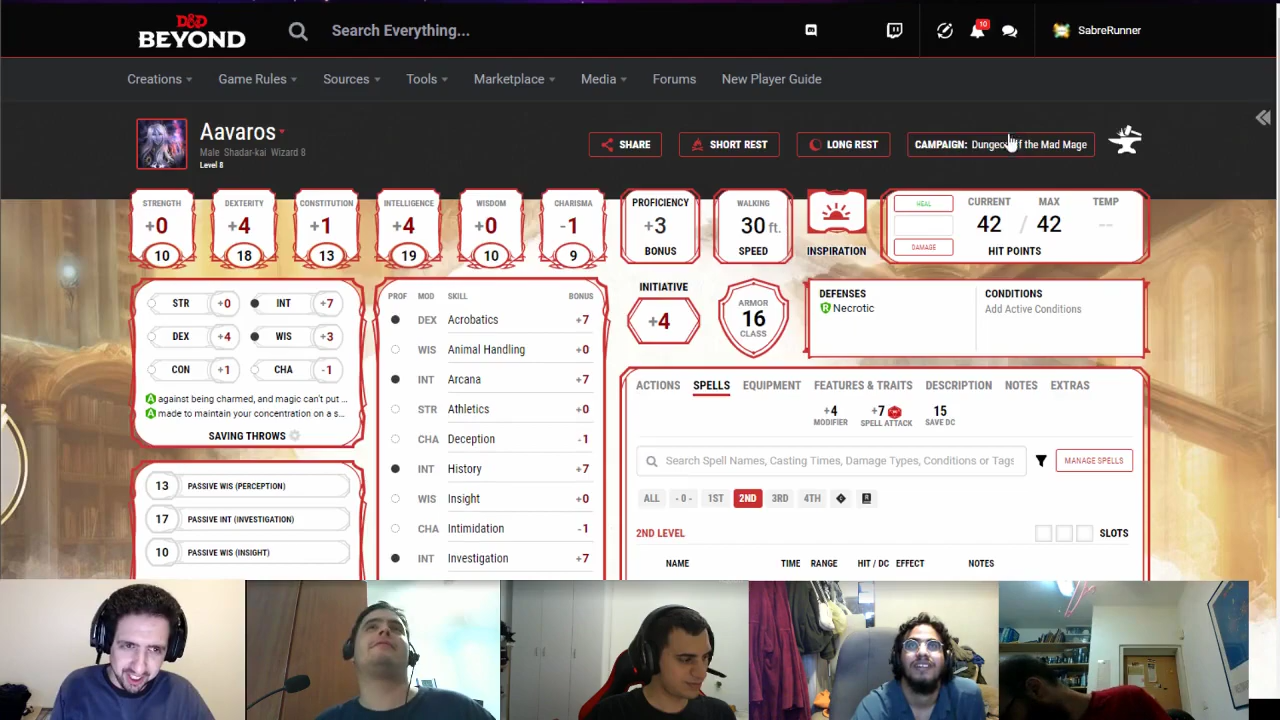 D&D
BEYOND
Search Everything...
10
SabreRunner
Creations
Game Rules
Sources
Tools
Marketplace
Media
Forums
New Player Guide
Aavaros
Male Shadar-kai Wizard 8
Level 8
SHARE
SHORT REST
LONG REST
CAMPAIGN: Dungeo of the Mad Mage
STRENGTH
+0
10
DEXTERITY
+4
18
CONSTITUTION
+1
13
INTELLIGENCE
+4
19
WISDOM
+0
10
CHARISMA
-1
9
PROFICIENCY
+3
BONUS
WALKING
30 ft.
SPEED
INSPIRATION
HEAL
DAMAGE
CURRENT
42
/
MAX
42
TEMP
--
HIT POINTS
STR +0
INT +7
DEX +4
WIS +3
CON +1
CHA -1
A against being charmed, and magic can't put ...
A made to maintain your concentration on a s...
SAVING THROWS
13 PASSIVE WIS (PERCEPTION)
17 PASSIVE INT (INVESTIGATION)
10 PASSIVE WIS (INSIGHT)
PROF MOD SKILL BONUS
DEX Acrobatics +7
WIS Animal Handling +0
INT Arcana +7
STR Athletics +0
CHA Deception -1
INT History +7
WIS Insight +0
CHA Intimidation -1
INT Investigation +7
INITIATIVE
+4
ARMOR
16
CLASS
DEFENSES
R Necrotic
CONDITIONS
Add Active Conditions
ACTIONS SPELLS EQUIPMENT FEATURES & TRAITS DESCRIPTION NOTES EXTRAS
+4
MODIFIER
+7
SPELL ATTACK
15
SAVE DC
Search Spell Names, Casting Times, Damage Types, Conditions or Tags
MANAGE SPELLS
ALL - 0 - 1ST 2ND 3RD 4TH
2ND LEVEL
SLOTS
NAME TIME RANGE HIT / DC EFFECT NOTES